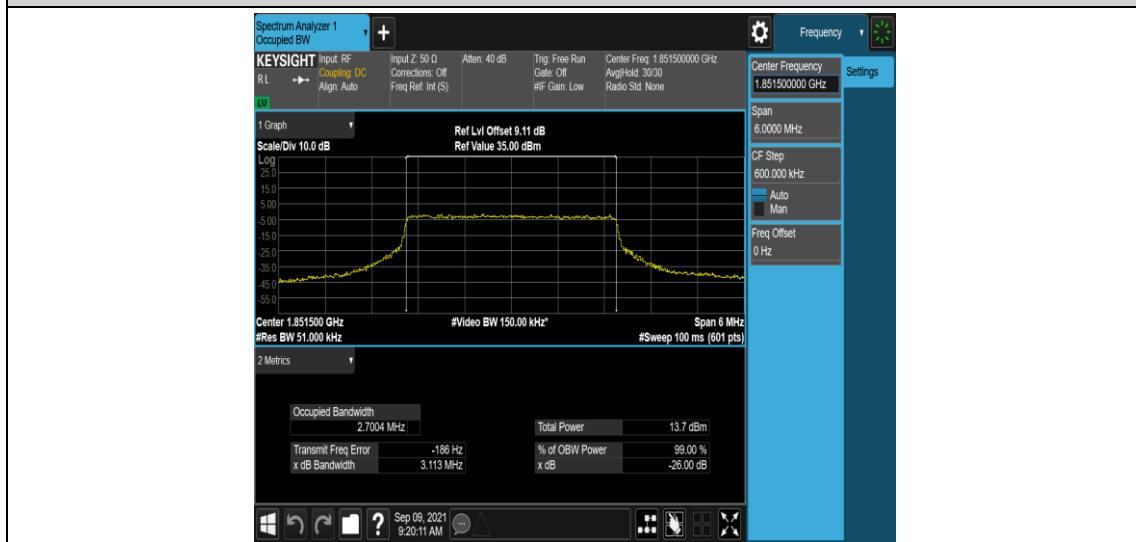 Spectrum Analyzer 1
Occupied BW
+
Frequency
KEYSIGHT
RL
LXI
Input: RF
Coupling: DC
Align: Auto
Input Z: 50 Ω
Corrections: Off
Freq Ref: Int (S)
Atten: 40 dB
Trig: Free Run
Gate: Off
#IF Gain: Low
Center Freq: 1.851500000 GHz
Avg|Hold: 30/30
Radio Std: None
Center Frequency
1.851500000 GHz
Settings
Span
6.0000 MHz
CF Step
600.000 kHz
Auto
Man
Freq Offset
0 Hz
1 Graph
Scale/Div 10.0 dB
Ref Lvl Offset 9.11 dB
Ref Value 35.00 dBm
Log
25.0
15.0
5.00
-5.00
-15.0
-25.0
-35.0
-45.0
-55.0
Center 1.851500 GHz
#Res BW 51.000 kHz
#Video BW 150.00 kHz*
Span 6 MHz
#Sweep 100 ms (601 pts)
2 Metrics
Occupied Bandwidth
2.7004 MHz
Total Power 13.7 dBm
Transmit Freq Error -186 Hz
% of OBW Power 99.00 %
x dB Bandwidth 3.113 MHz
x dB -26.00 dB
?
Sep 09, 2021
9:20:11 AM